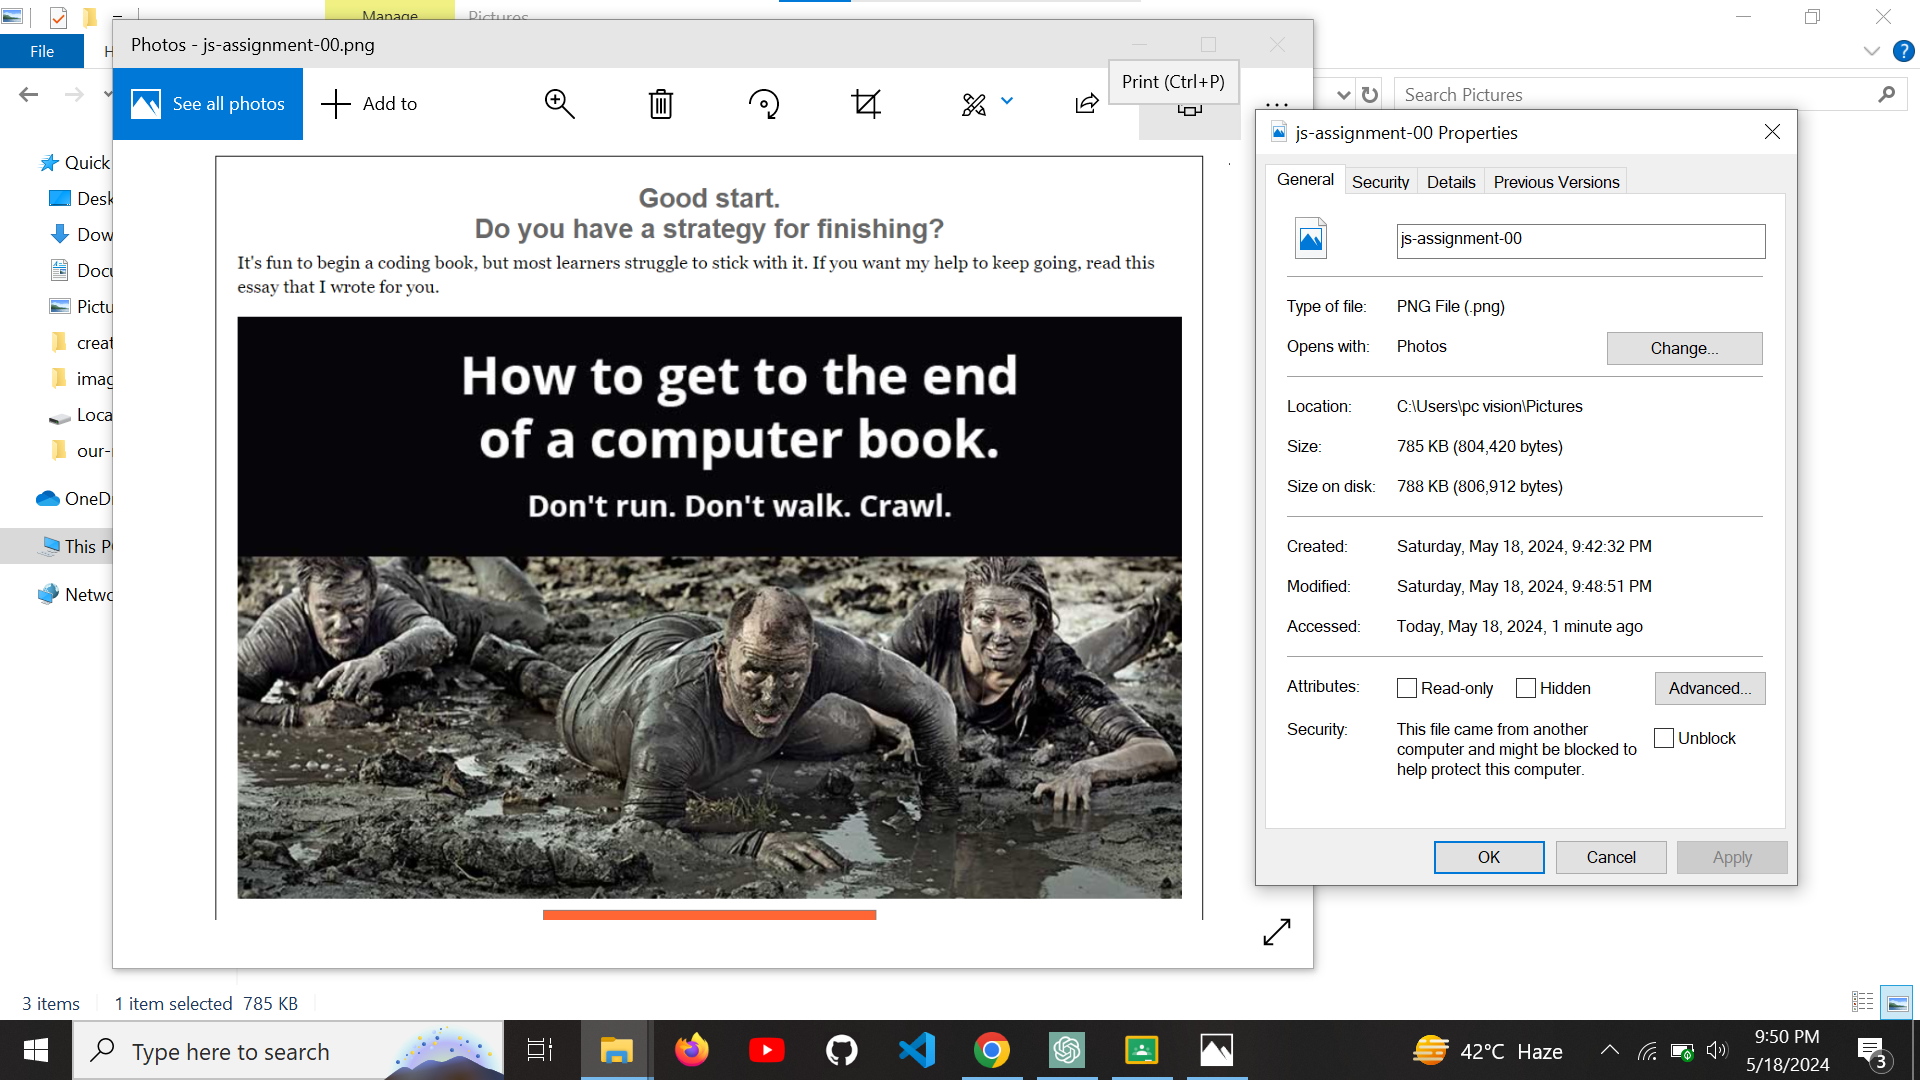 Manage
Pictures
File
H
Photos - js-assignment-00.png
See all photos
Add to
Print (Ctrl+P)
Search Pictures
Quick
Desk
Dow
Docu
Pictu
creat
imag
Loca
our-
OneDr
This P
Netwo
Good start.
Do you have a strategy for finishing?
It's fun to begin a coding book, but most learners struggle to stick with it. If you want my help to keep going, read this
essay that I wrote for you.
How to get to the end
of a computer book.
Don't run. Don't walk. Crawl.
js-assignment-00 Properties
General
Security
Details
Previous Versions
js-assignment-00
Type of file: PNG File (.png)
Opens with: Photos
Change...
Location: C:\Users\pc vision\Pictures
Size: 785 KB (804,420 bytes)
Size on disk: 788 KB (806,912 bytes)
Created: Saturday, May 18, 2024, 9:42:32 PM
Modified: Saturday, May 18, 2024, 9:48:51 PM
Accessed: Today, May 18, 2024, 1 minute ago
Attributes: Read-only Hidden
Advanced...
Security: This file came from another
computer and might be blocked to
help protect this computer.
Unblock
OK
Cancel
Apply
3 items
1 item selected 785 KB
Type here to search
42°C Haze
9:50 PM
5/18/2024
3